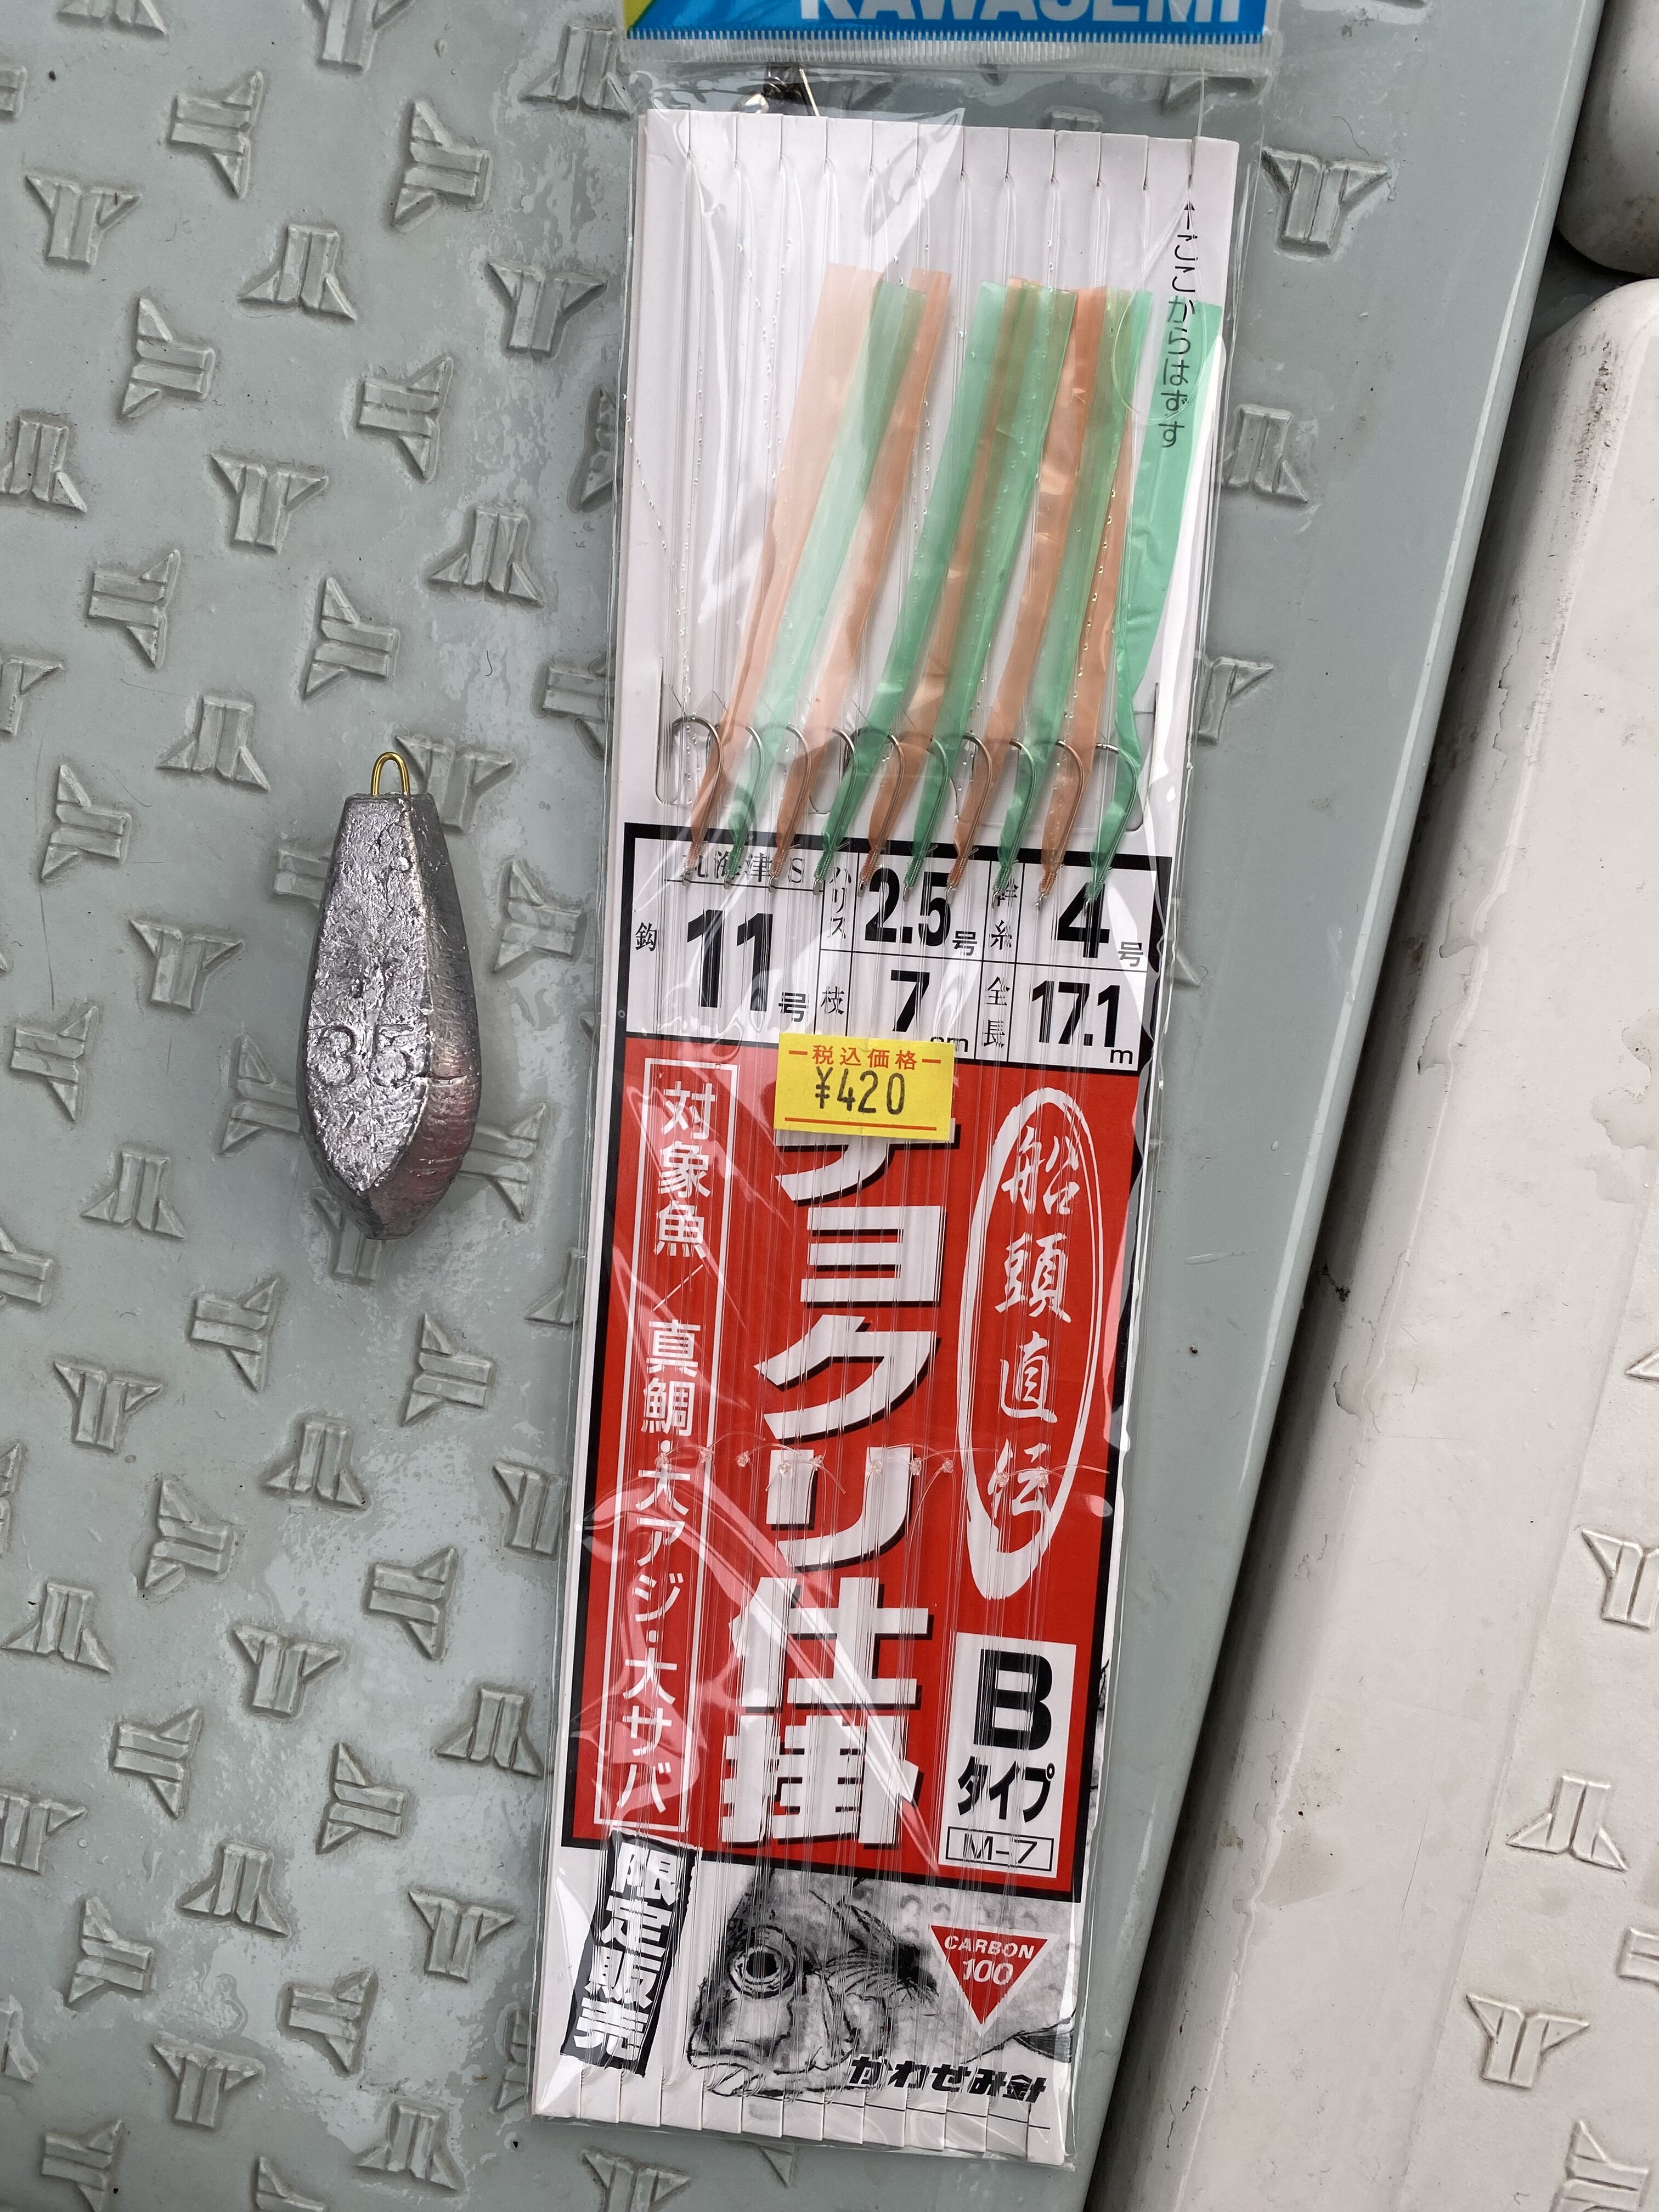 KAWASEMI
↑ここからはずす
丸海津 S
鈎 11号
ハリス 2.5号
幹糸 4号
枝 7cm
全長 17.1m
税込価格
¥420
船頭直伝
チョクリ仕掛
対象魚/真鯛・大アジ・大サバ
Bタイプ
M-7
限定販売
CARBON
100
かわせみ針
35